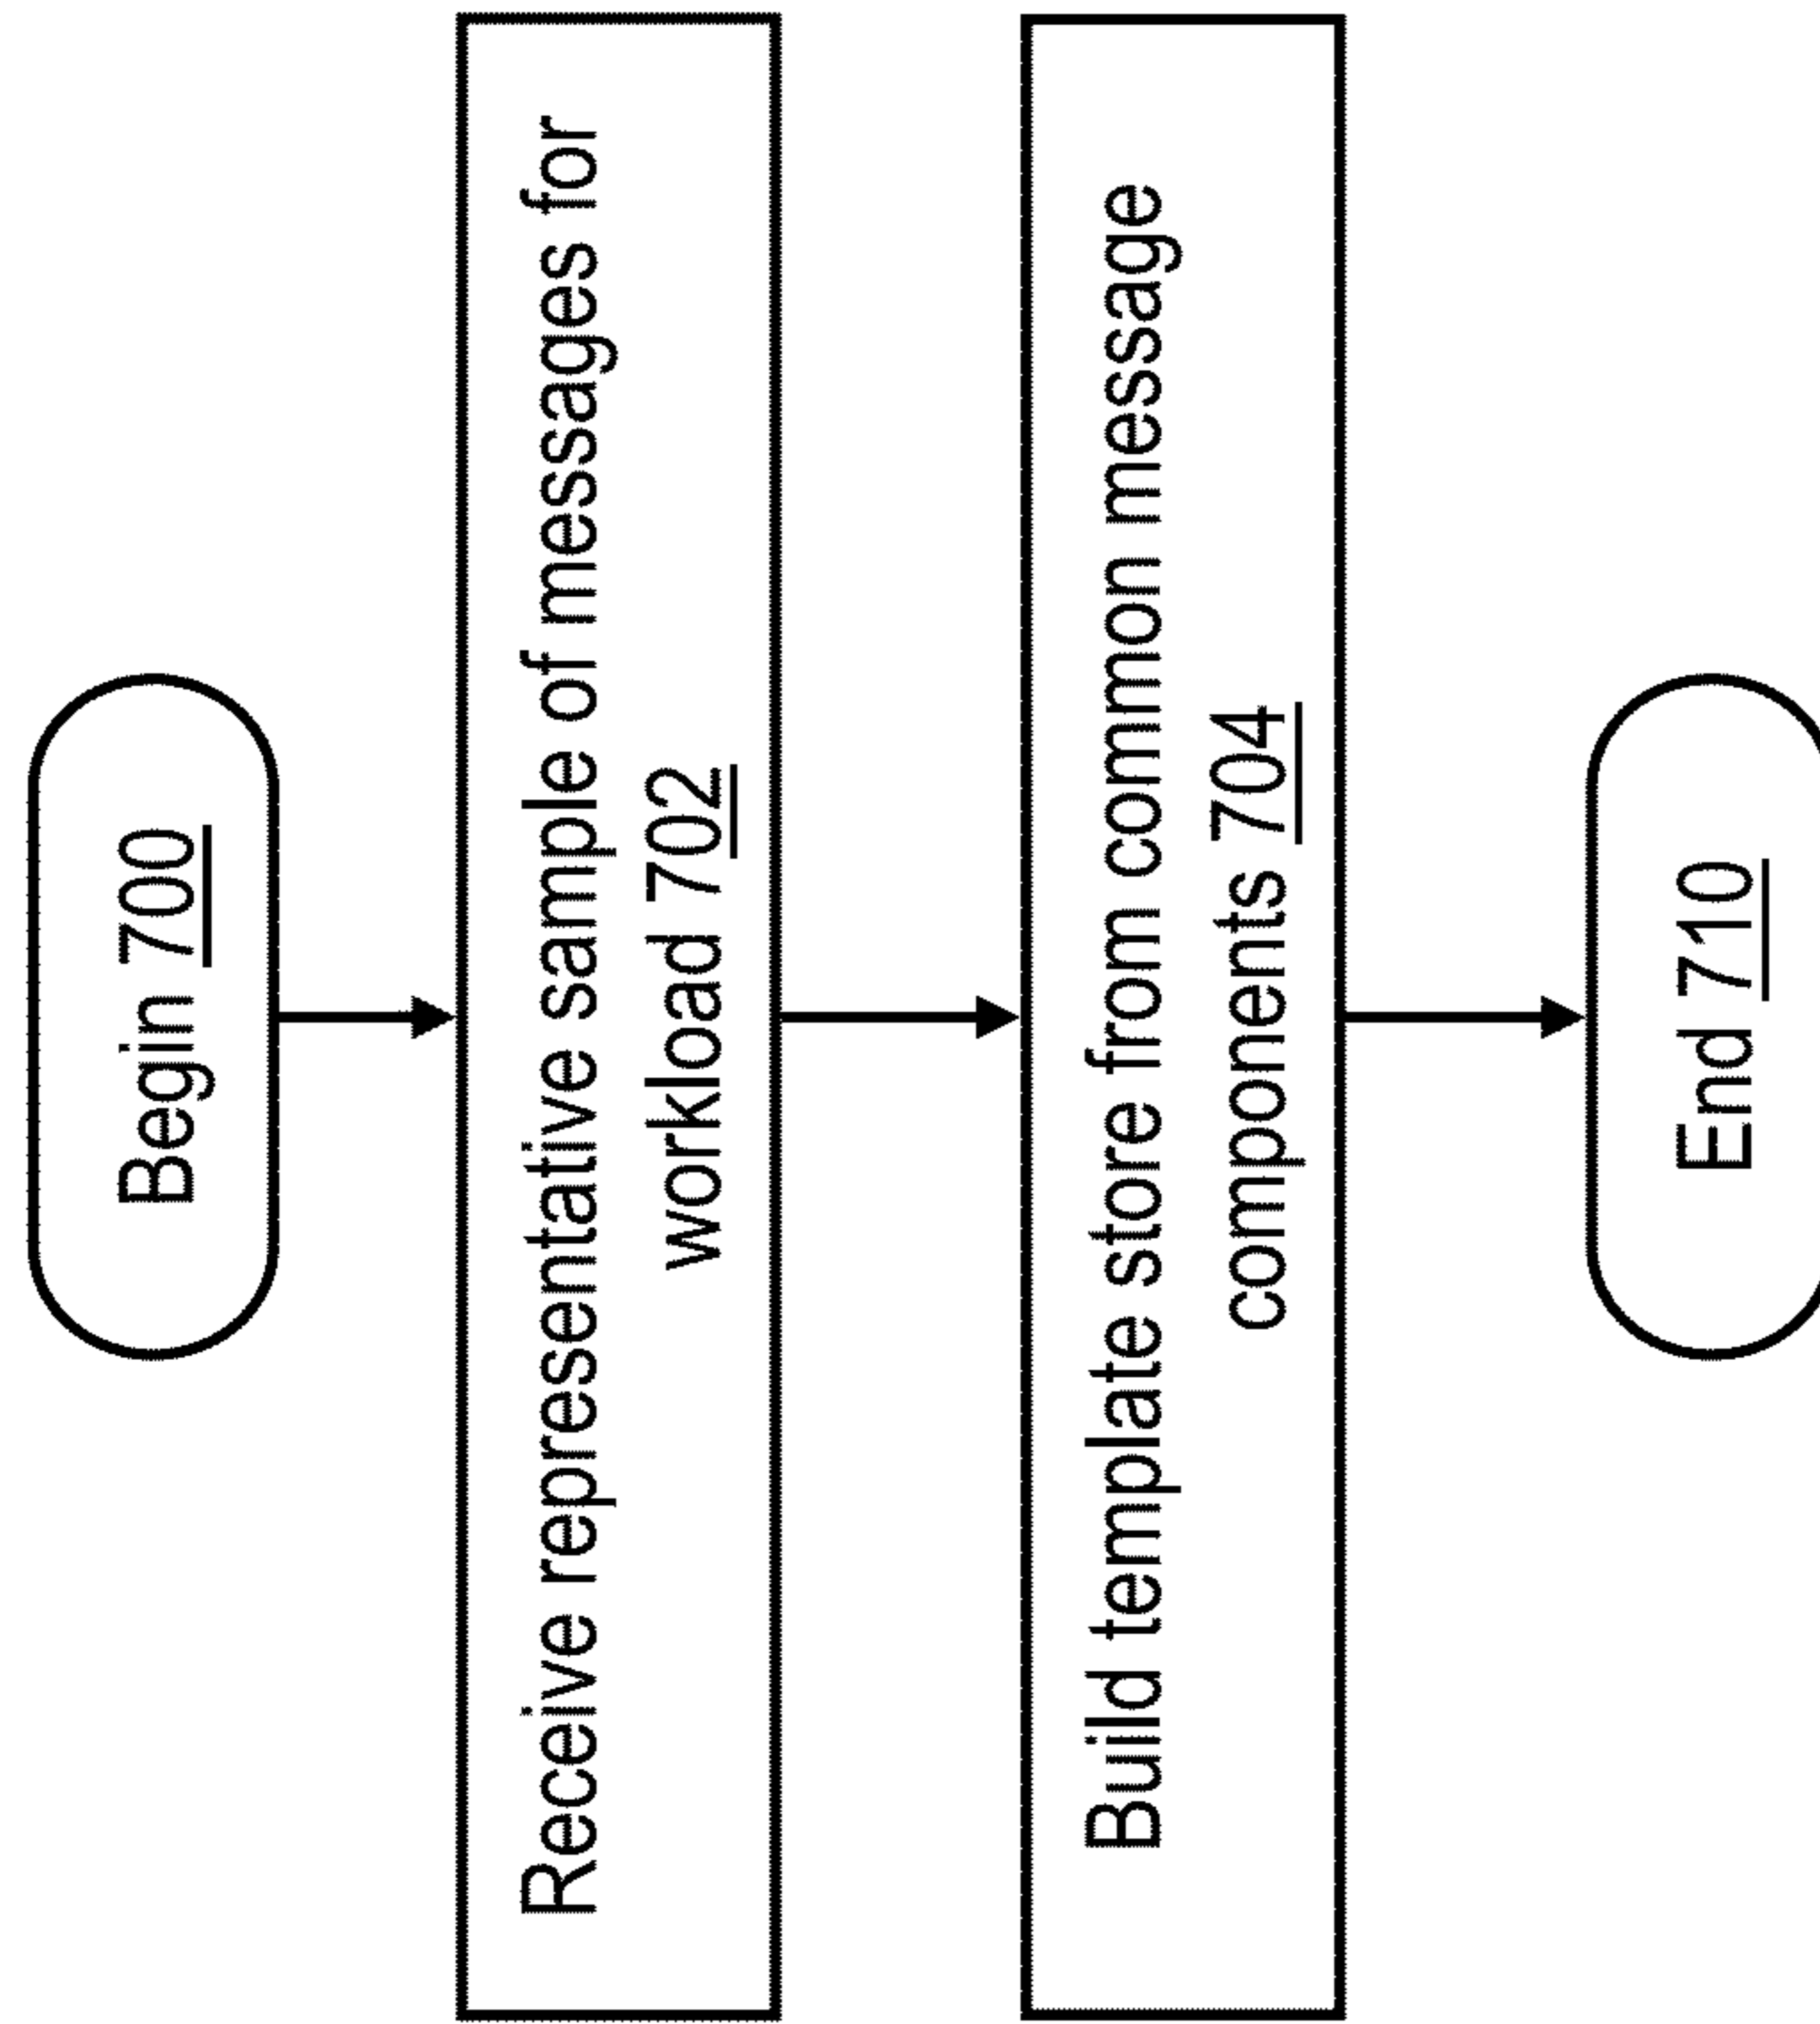 Begin 700
Receive representative sample of messages for
workload 702
Build template store from common message
components 704
End 710